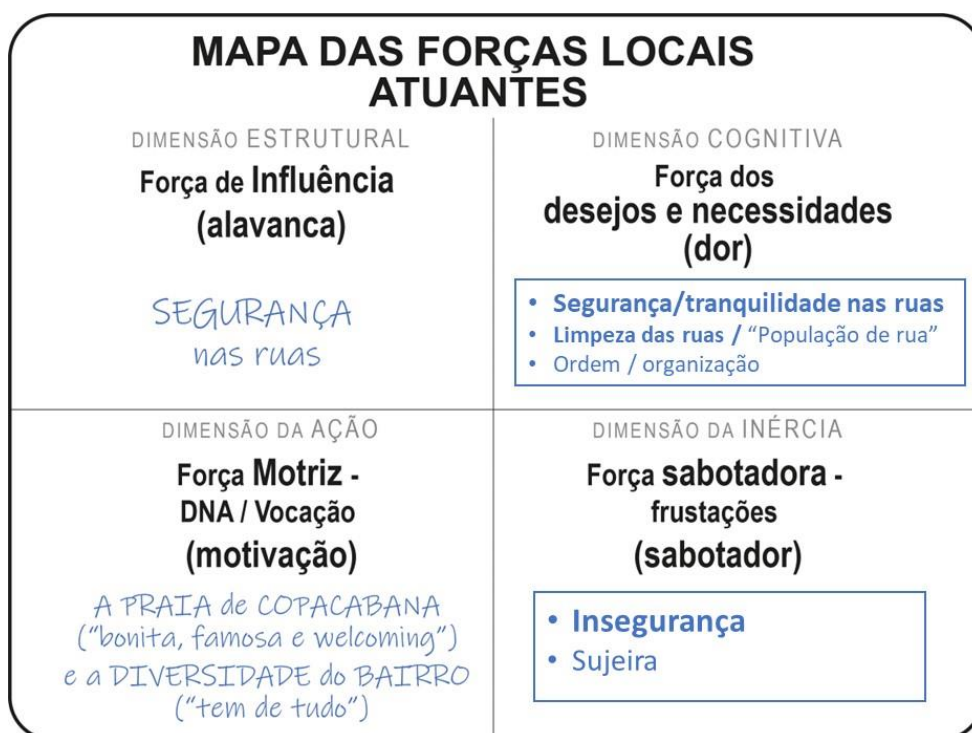 MAPA DAS FORÇAS LOCAIS
ATUANTES
DIMENSÃO ESTRUTURAL
Força de Influência
(alavanca)
SEGURANÇA
nas ruas
DIMENSÃO COGNITIVA
Força dos
desejos e necessidades
(dor)
• Segurança/tranquilidade nas ruas
• Limpeza das ruas / “População de rua”
• Ordem / organização
DIMENSÃO DA AÇÃO
Força Motriz -
DNA / Vocação
(motivação)
A PRAIA de COPACABANA
(“bonita, famosa e welcoming”)
e a DIVERSIDADE do BAIRRO
(“tem de tudo”)
DIMENSÃO DA INÉRCIA
Força sabotadora -
frustações
(sabotador)
• Insegurança
• Sujeira